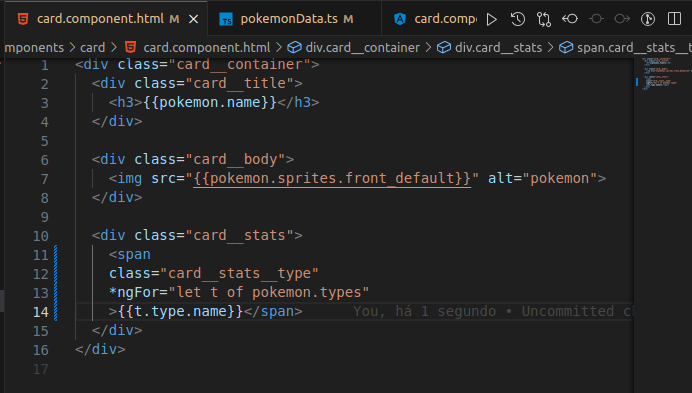 card.component.html M
pokemonData.ts M
card.comp
mponents > card > card.component.html > div.card__container > div.card__stats > span.card__stats__t
1 <div class="card__container">
2 <div class="card__title">
3 <h3>{{pokemon.name}}</h3>
4 </div>
5
6 <div class="card__body">
7 <img src="{{pokemon.sprites.front_default}}" alt="pokemon">
8 </div>
9
10 <div class="card__stats">
11 <span
12 class="card__stats__type"
13 *ngFor="let t of pokemon.types"
14 >{{t.type.name}}</span> You, há 1 segundo • Uncommitted c
15 </div>
16 </div>
17